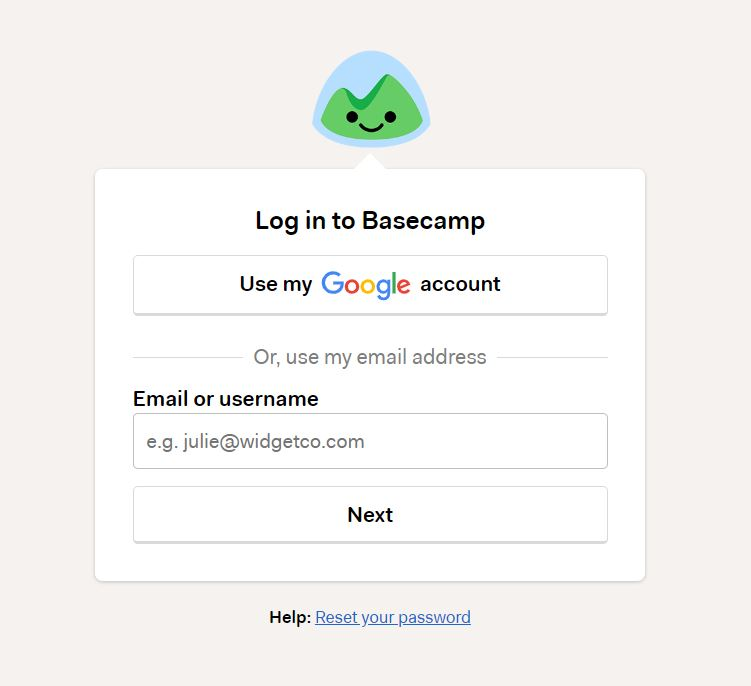 Log in to Basecamp
Use my Google account
Or, use my email address
Email or username
e.g. julie@widgetco.com
Next
Help: Reset your password